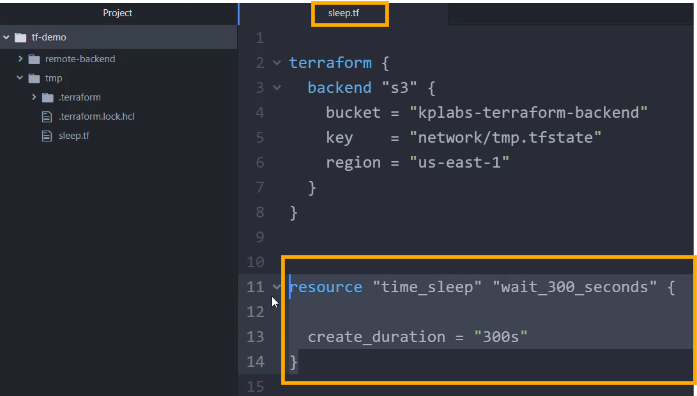 Project
sleep.tf
tf-demo
remote-backend
tmp
.terraform
.terraform.lock.hcl
sleep.tf
1
2 terraform {
3 backend "s3" {
4 bucket = "kplabs-terraform-backend"
5 key = "network/tmp.tfstate"
6 region = "us-east-1"
7 }
8 }
9
10
11 resource "time_sleep" "wait_300_seconds" {
12
13 create_duration = "300s"
14 }
15